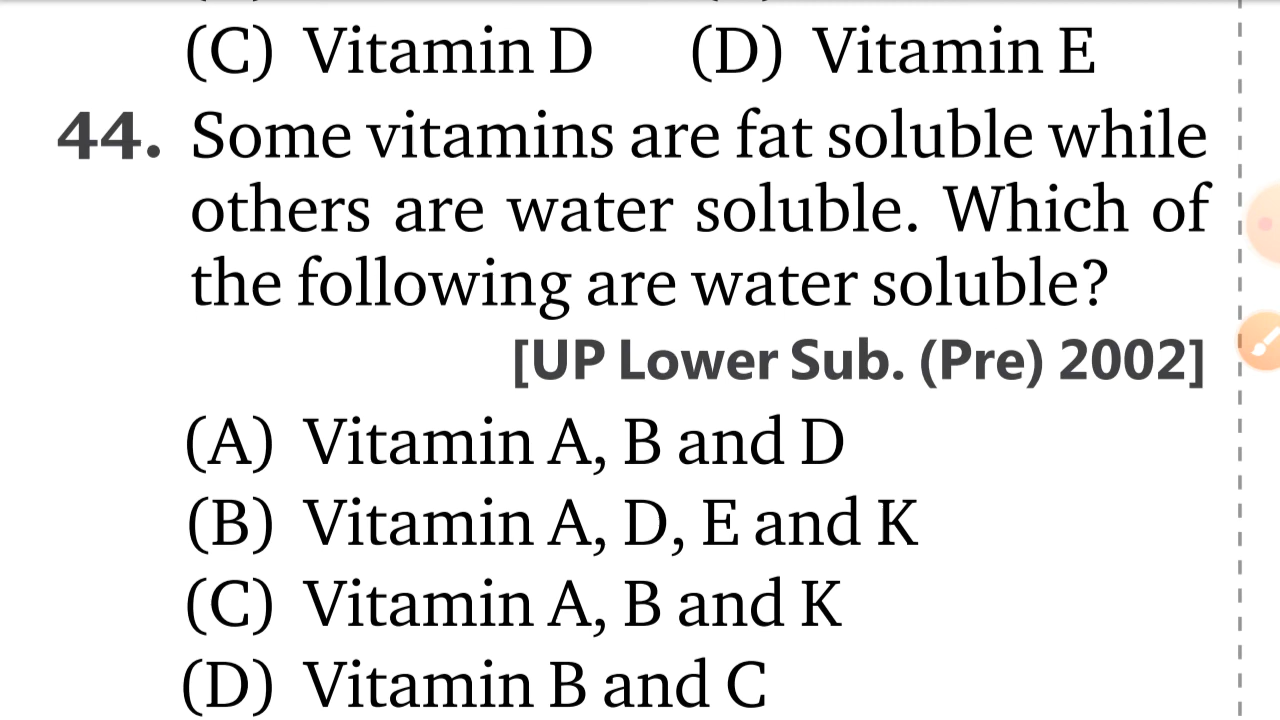 (C) Vitamin D (D) Vitamin E
44. Some vitamins are fat soluble while
others are water soluble. Which of
the following are water soluble?
[UP Lower Sub. (Pre) 2002]
(A) Vitamin A, B and D
(B) Vitamin A, D, E and K
(C) Vitamin A, B and K
(D) Vitamin B and C